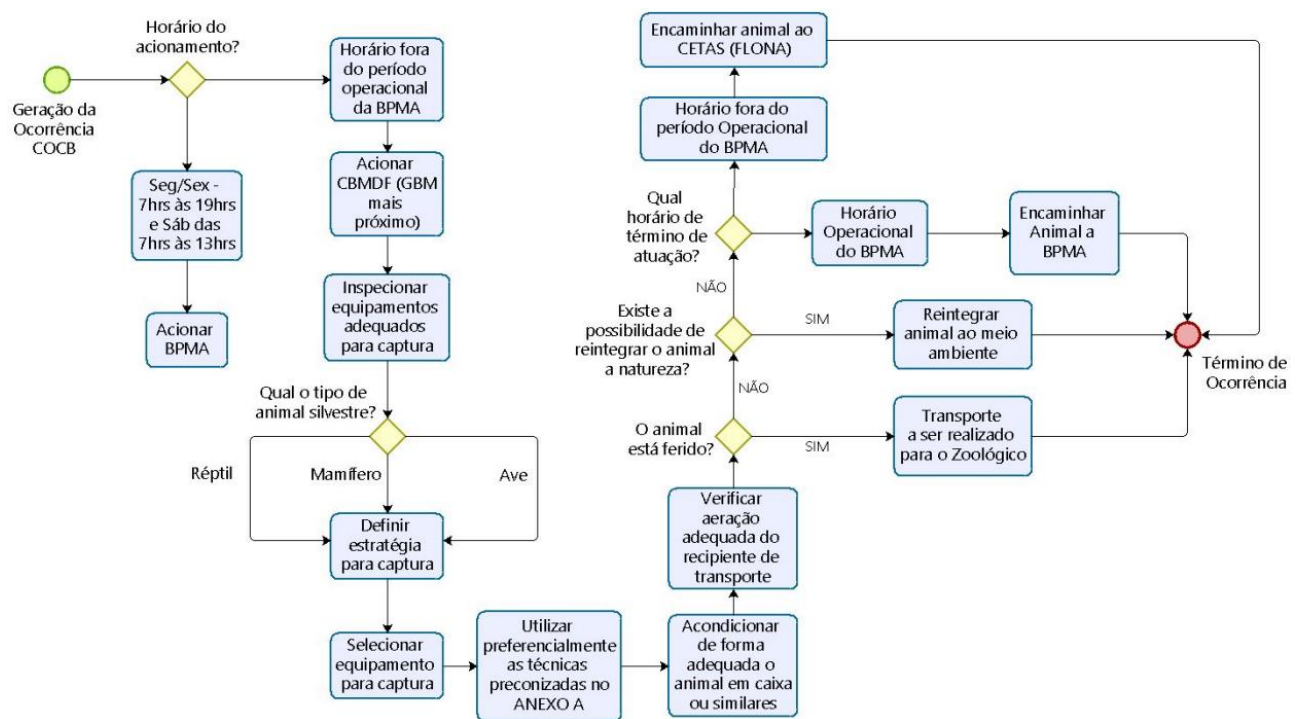 Horário do
acionamento?
Geração da
Ocorrência
COCB
Seg/Sex -
7hrs às 19hrs
e Sáb das
7hrs às 13hrs
Acionar
BPMA
Horário fora
do período
operacional
da BPMA
Acionar
CBMDF (GBM
mais
próximo)
Inspecionar
equipamentos
adequados
para captura
Qual o tipo de
animal silvestre?
Réptil
Mamífero
Ave
Definir
estratégia
para captura
Selecionar
equipamento
para captura
Utilizar
preferencialmente
as técnicas
preconizadas no
ANEXO A
Acondicionar
de forma
adequada o
animal em caixa
ou similares
Verificar
aeração
adequada do
recipiente de
transporte
O animal
está ferido?
SIM
Transporte
a ser realizado
para o Zoológico
NÃO
Existe a
possibilidade de
reintegrar o animal
a natureza?
SIM
Reintegrar
animal ao meio
ambiente
NÃO
Qual
horário de
término de
atuação?
Horário
Operacional
do BPMA
Encaminhar
Animal a
BPMA
Horário fora do
período Operacional
do BPMA
Encaminhar animal ao
CETAS (FLONA)
Término de
Ocorrência